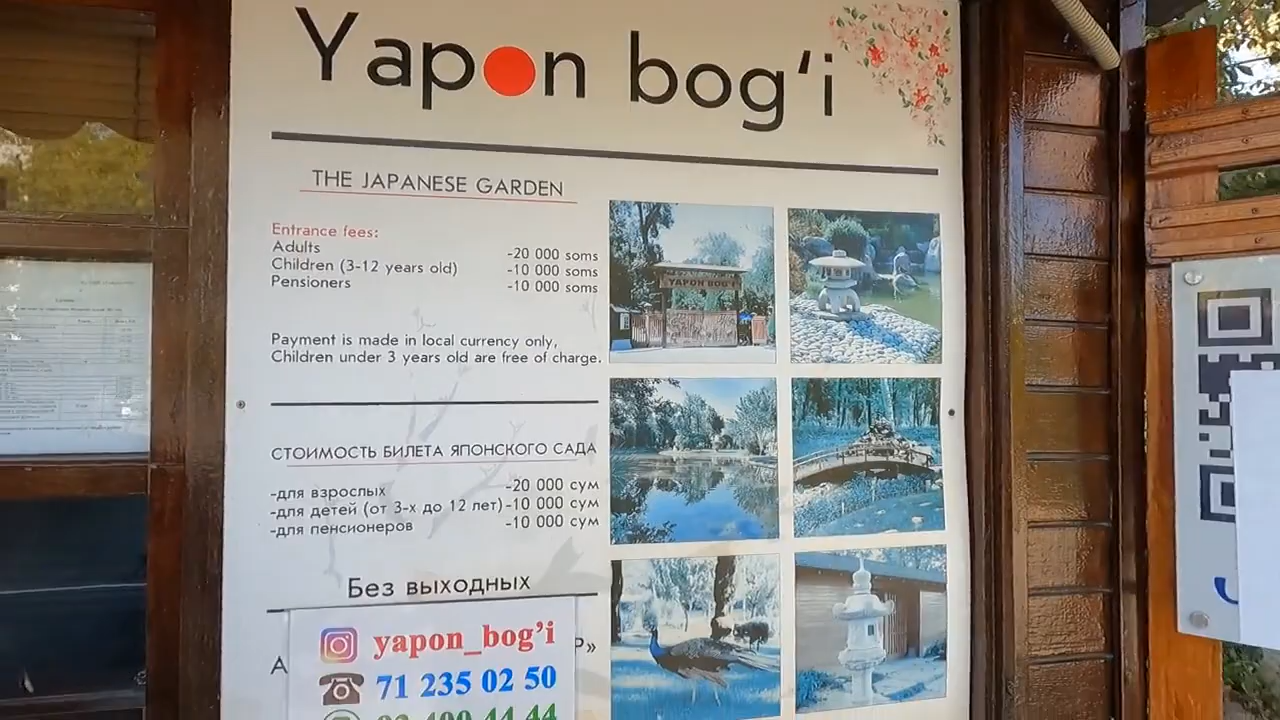 Yapon bog‘i
THE JAPANESE GARDEN
Entrance fees:
Adults -20 000 soms
Children (3-12 years old) -10 000 soms
Pensioners -10 000 soms
Payment is made in local currency only,
Children under 3 years old are free of charge.
СТОИМОСТЬ БИЛЕТА ЯПОНСКОГО САДА
-для взрослых -20 000 сум
-для детей (от 3-х до 12 лет) -10 000 сум
-для пенсионеров -10 000 сум
Без выходных
yapon_bog’i
71 235 02 50
YAPON BOG‘I